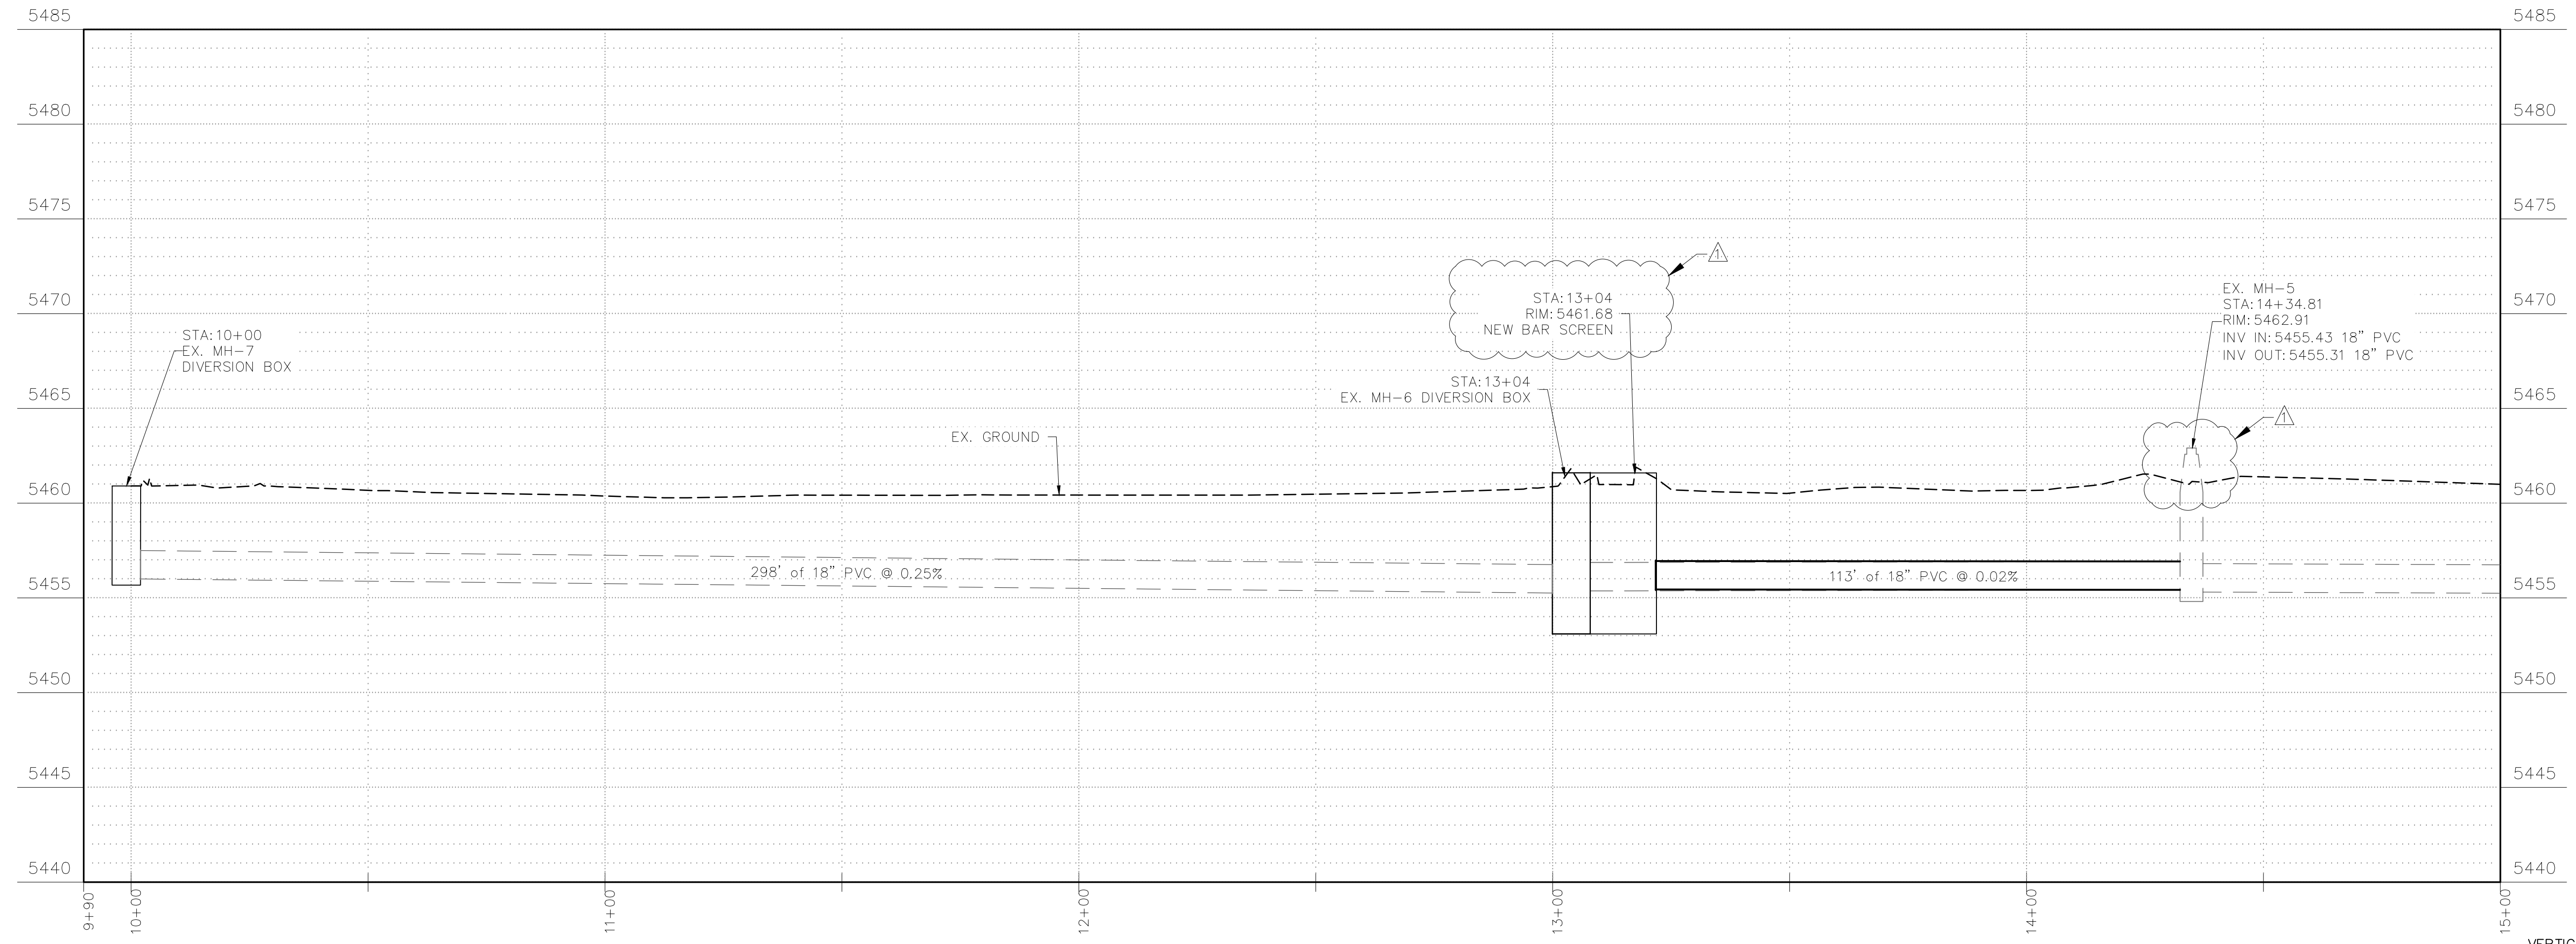 5485
5485
5480
5480
5475
5475
5470
5470
5465
5465
5460
5460
5455
5455
5450
5450
5445
5445
5440
5440
STA:10+00
EX. MH-7
DIVERSION BOX
EX. GROUND
298' of 18" PVC @ 0.25%
1
STA:13+04
RIM:5461.68
NEW BAR SCREEN
STA:13+04
EX. MH-6 DIVERSION BOX
113' of 18" PVC @ 0.02%
EX. MH-5
STA:14+34.81
RIM:5462.91
INV IN:5455.43 18" PVC
INV OUT:5455.31 18" PVC
1
9+90
10+00
11+00
12+00
13+00
14+00
15+00